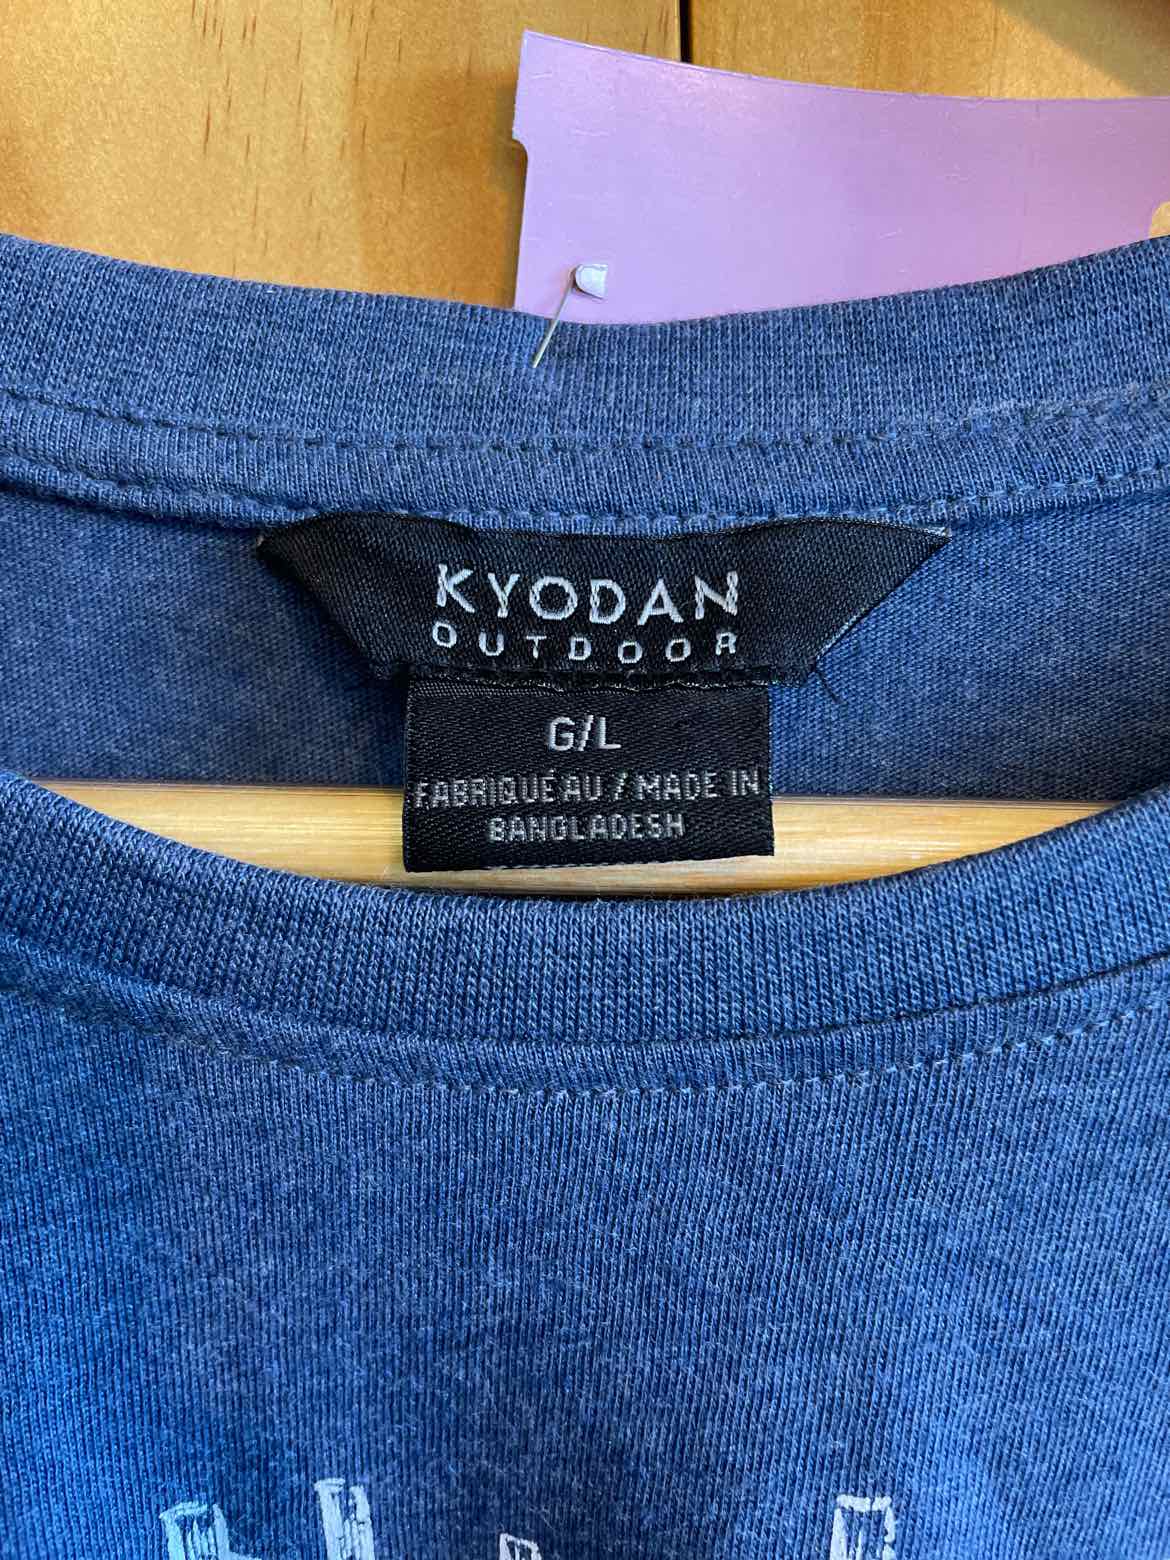 KYODAN
OUTDOOR
G/L
FABRIQUÉ AU / MADE IN
BANGLADESH